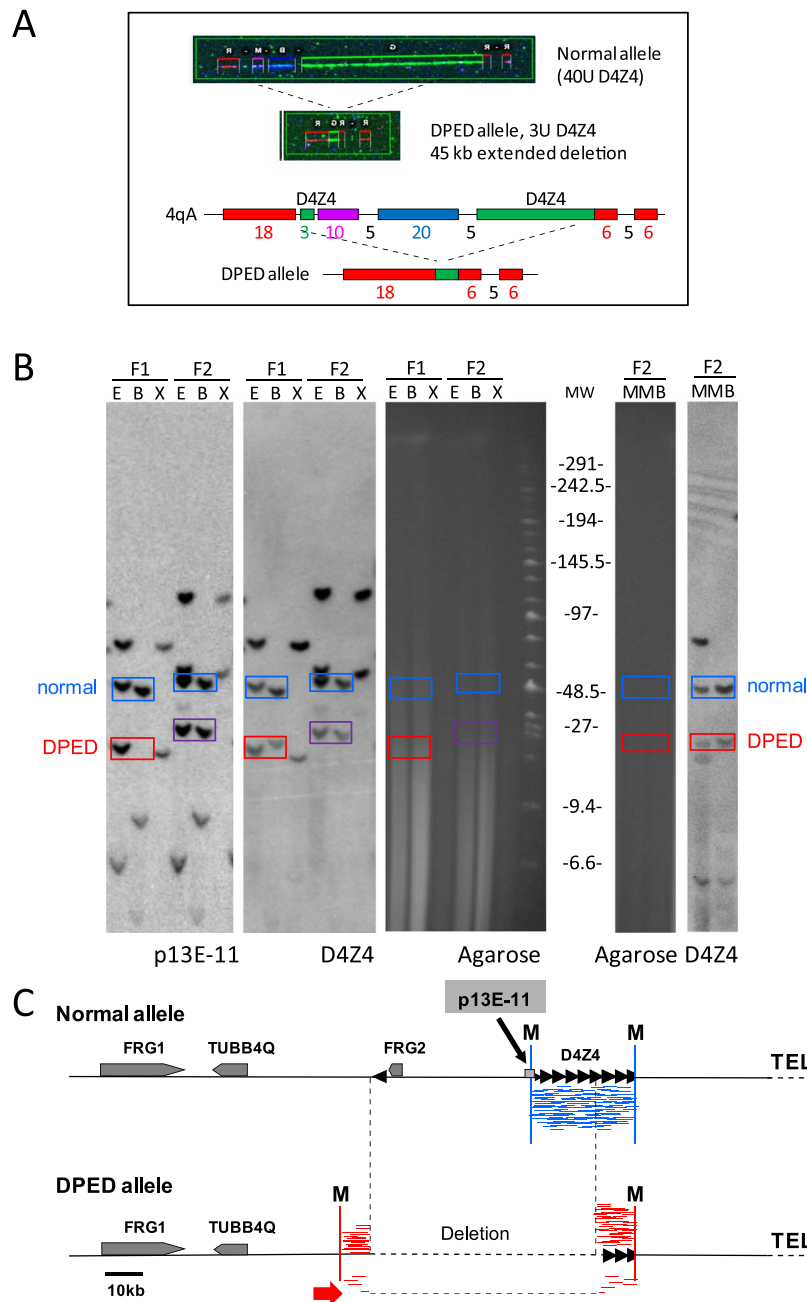 A
R - M - B - G R - R
Normal allele
(40U D4Z4)
R G R - R
DPED allele, 3U D4Z4
45 kb extended deletion
D4Z4 D4Z4
4qA
18 3 10 5 20 5 6 5 6
DPED allele
18 6 5 6
B
F1 F2 F1 F2 F1 F2 F2 F2
E B X E B X E B X E B X E B X E B X MW MMB MMB
-291-
-242.5-
-194-
-145.5-
-97-
normal -48.5- normal
-27-
DPED DPED
-9.4-
-6.6-
p13E-11 D4Z4 Agarose Agarose D4Z4
C
p13E-11
Normal allele
M M
FRG1 TUBB4Q FRG2 D4Z4 TEL
DPED allele
M M
FRG1 TUBB4Q Deletion TEL
10kb